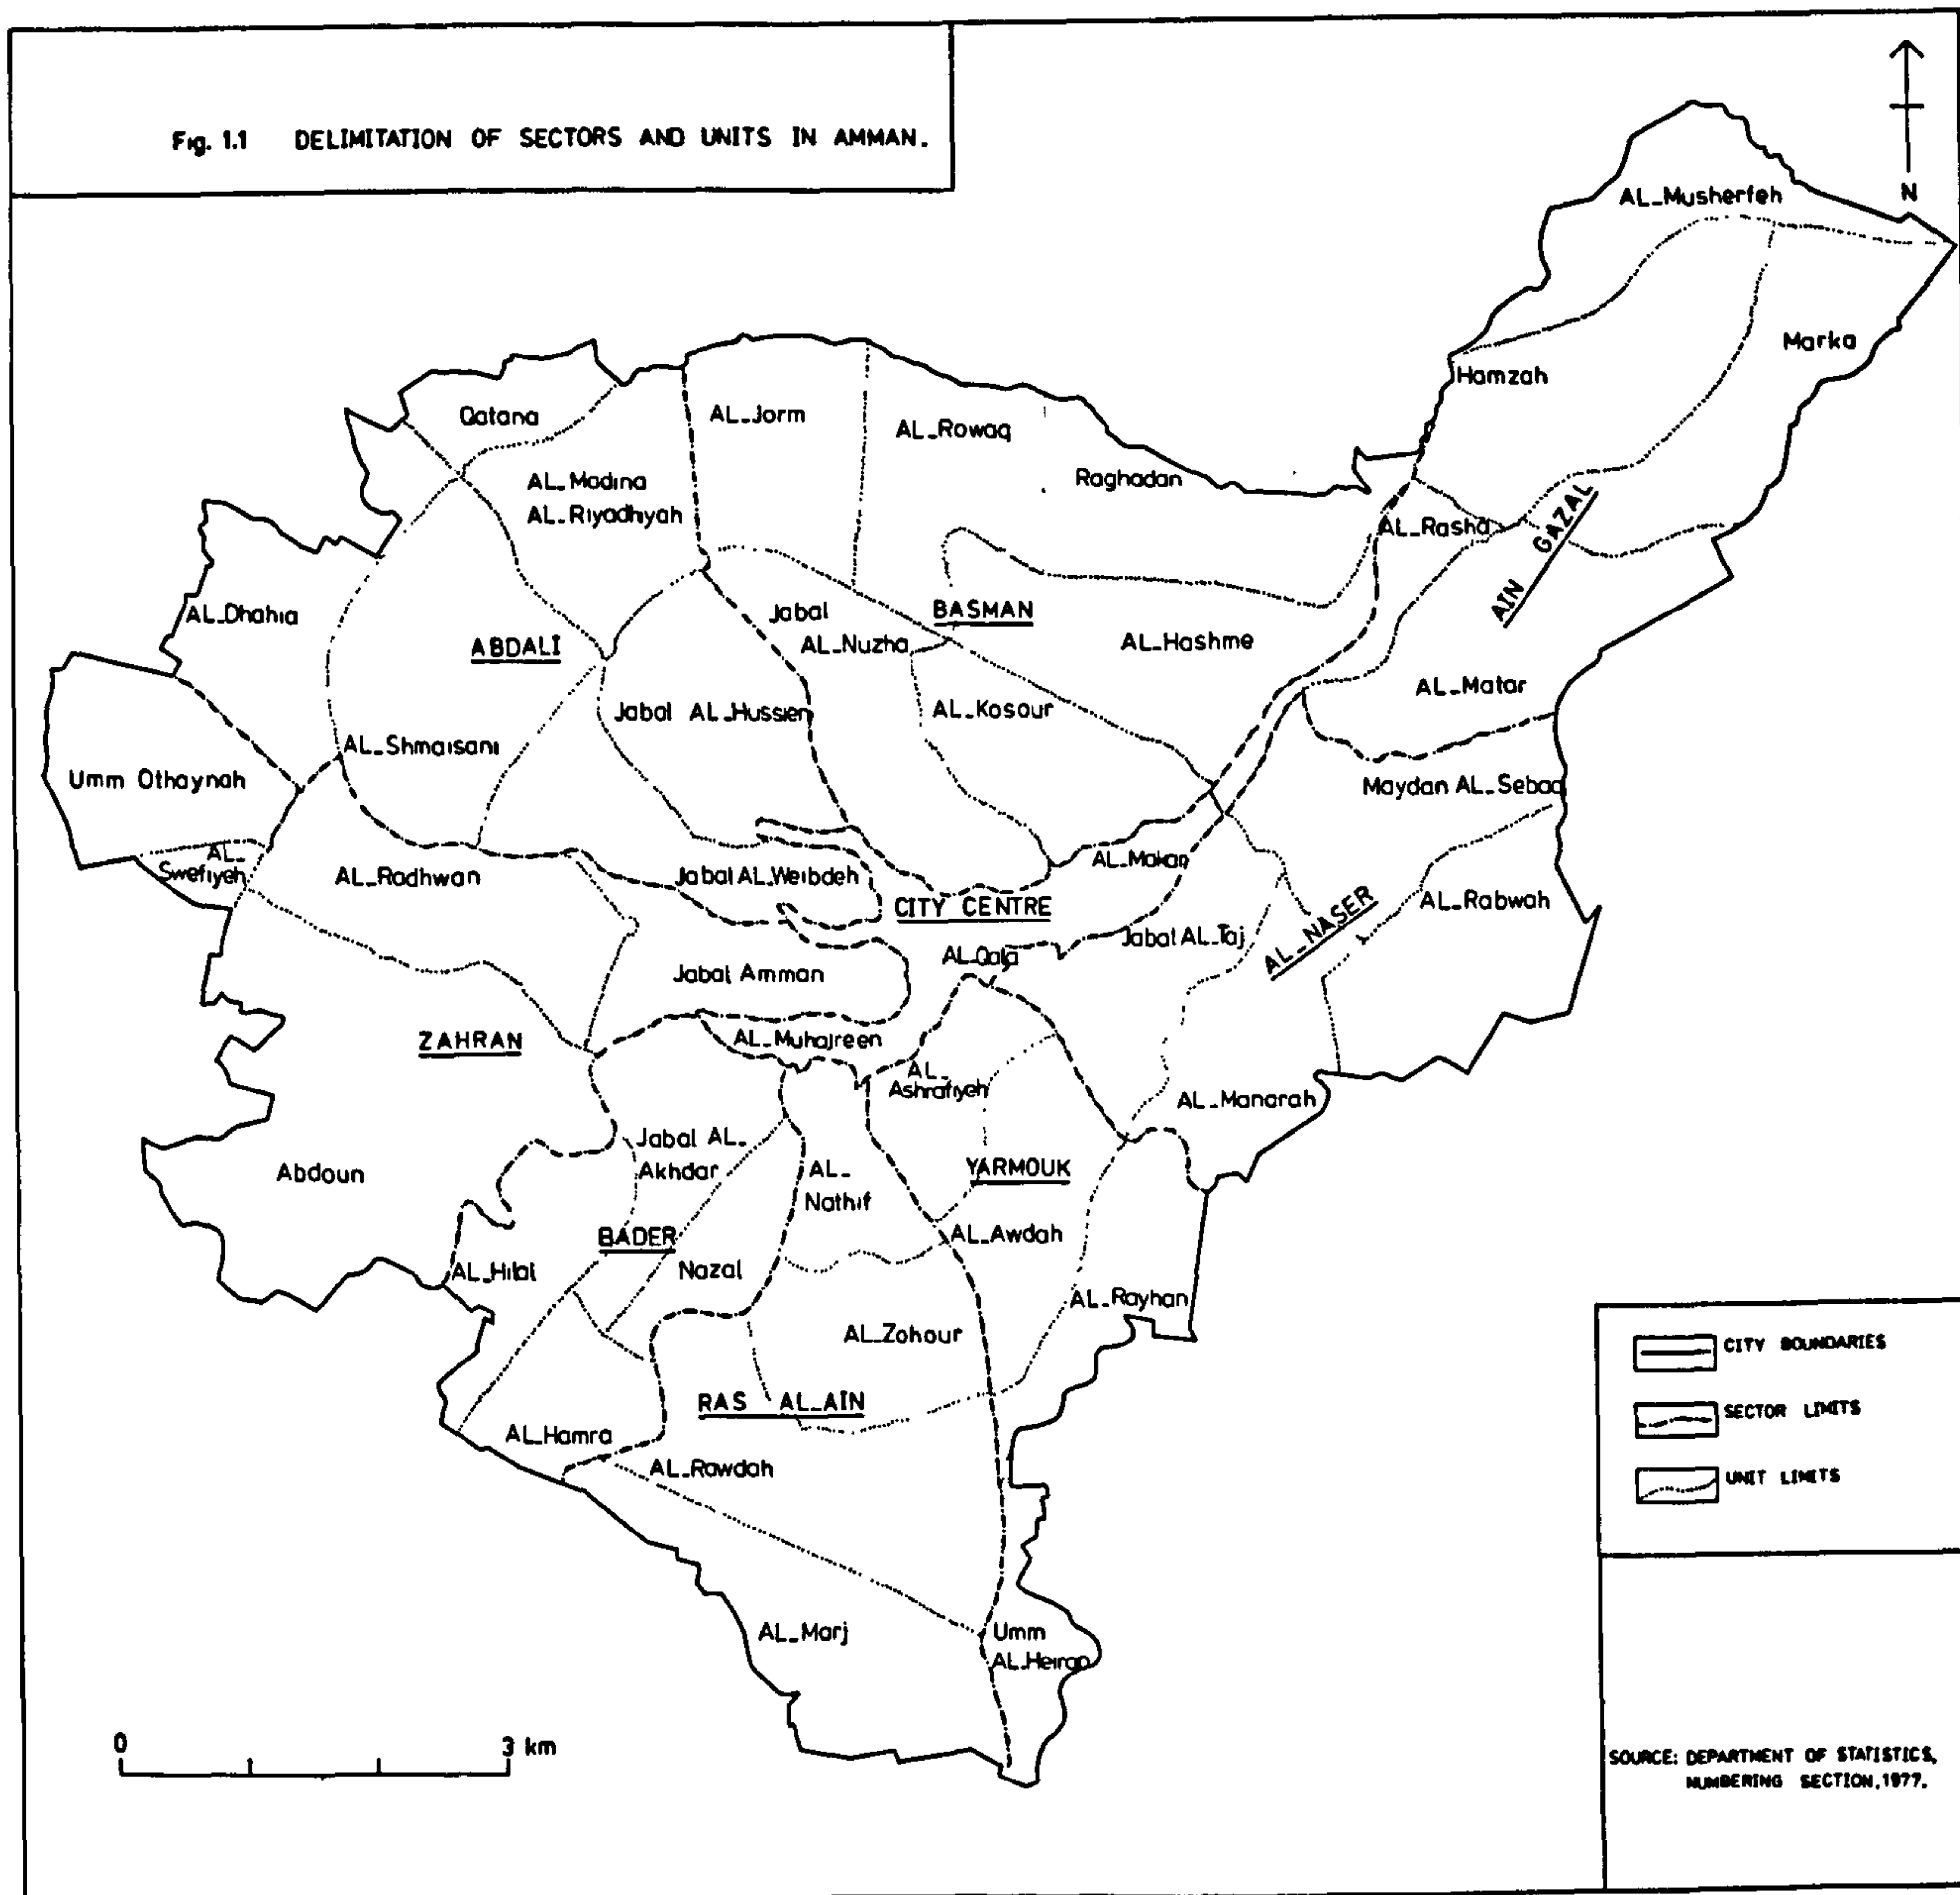 Fig. 1.1 DELIMITATION OF SECTORS AND UNITS IN AMMAN.
N
AL_Musherfeh
Marka
Hamzah
Qatana
AL_Jorm
AL_Rowaq
Raghadan
AL_Madina
AL_Riyadhiyah
AL_Rasha
AIN GAZAL
AL_Dhahia
ABDALI
Jabal
AL_Nuzha
BASMAN
AL_Hashme
AL_Matar
Jabal AL_Hussien
AL_Kosour
AL_Shmaisani
Umm Othaynah
Maydan AL_Sebaq
AL_
Swefiyeh
AL_Radhwan
Jabal AL_Weibdeh
AL_Makan
CITY CENTRE
AL_Rabwah
AL_NASER
Jabal AL_Taj
AL_Qala
Jabal Amman
ZAHRAN
AL_Muhajreen
AL_
Ashrafiyeh
AL_Manarah
Jabal AL_
Akhdar
Abdoun
AL_
Nathif
YARMOUK
BADER
AL_Awdah
AL_Hilal
Nazal
AL_Rayhan
AL_Zohour
RAS AL_AIN
AL_Hamra
AL_Rawdah
AL_Marj
Umm
AL_Heiran
CITY BOUNDARIES
SECTOR LIMITS
UNIT LIMITS
0 3 km
SOURCE: DEPARTMENT OF STATISTICS,
NUMBERING SECTION.1977.